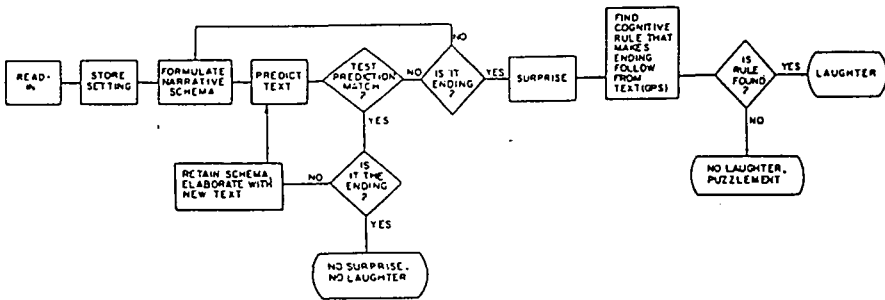 READ-
IN
STORE
SETTING
FORMULATE
NARRATIVE
SCHEMA
PREDICT
TEXT
TEST
PREDICTION
MATCH
?
NO
YES
NO
IS IT
ENDING
?
YES
SURPRISE
FIND
COGNITIVE
RULE THAT
MAKES
ENDING
FOLLOW
FROM
TEXT(GPS)
IS
RULE
FOUND
?
YES
LAUGHTER
NO
NO LAUGHTER,
PUZZLEMENT
RETAIN SCHEMA,
ELABORATE WITH
NEW TEXT
NO
IS
IT THE
ENDING
?
YES
NO SURPRISE,
NO LAUGHTER